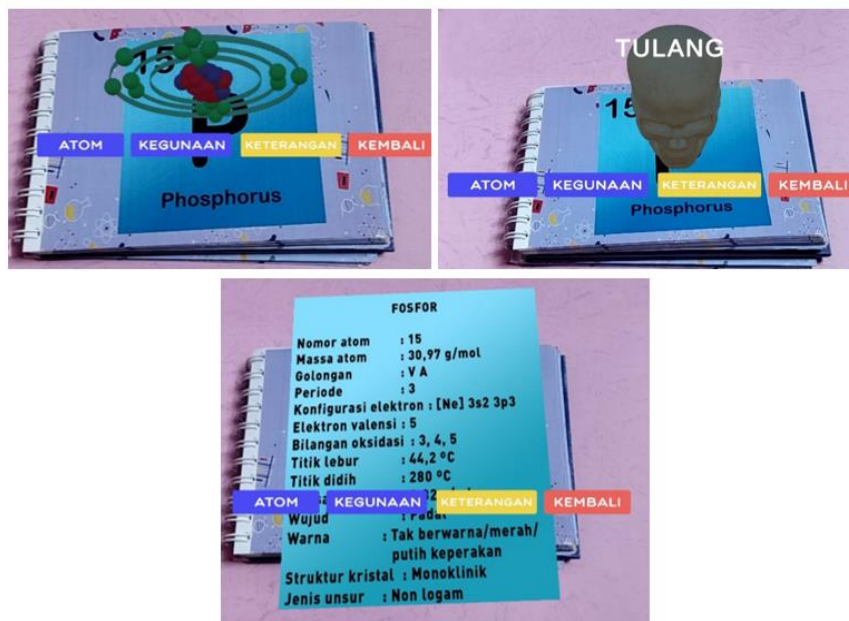 15
P
ATOM KEGUNAAN KETERANGAN KEMBALI
Phosphorus
TULANG
15
ATOM KEGUNAAN KETERANGAN KEMBALI
Phosphorus
FOSFOR
Nomor atom : 15
Massa atom : 30,97 g/mol
Golongan : V A
Periode : 3
Konfigurasi elektron : [Ne] 3s2 3p3
Elektron valensi : 5
Bilangan oksidasi : 3, 4, 5
Titik lebur : 44,2 ºC
Titik didih : 280 ºC
ATOM KEGUNAAN KETERANGAN KEMBALI
Wujud : Padat
Warna : Tak berwarna/merah/
putih keperakan
Struktur kristal : Monoklinik
Jenis unsur : Non logam